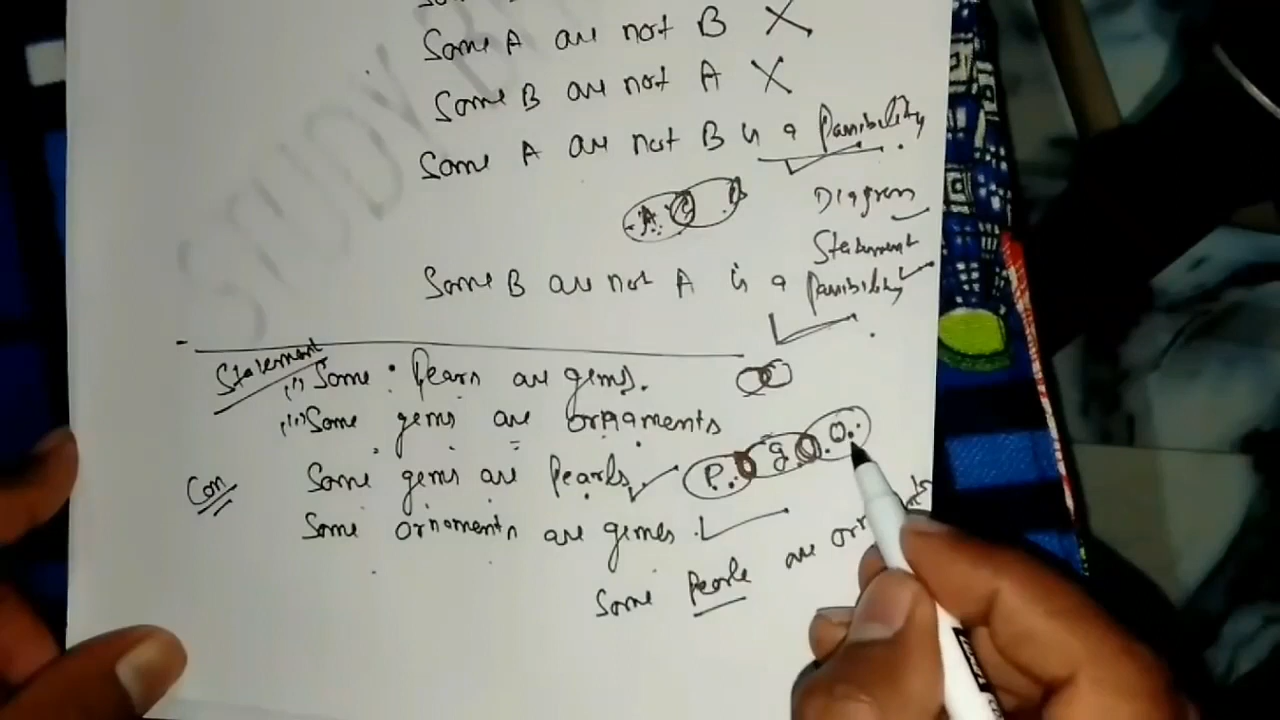 Some A are not B X
Some B are not A X
Some A are not B is a Possibility.
A C B
Diagram
Statement
Some B are not A is a Possibility
Statement
(i) Some Pearls are gems.
(ii) Some gems are ornaments
Con
Some gems are Pearls
P g O
Some ornaments are gemes
Some Pearls are
STUDY